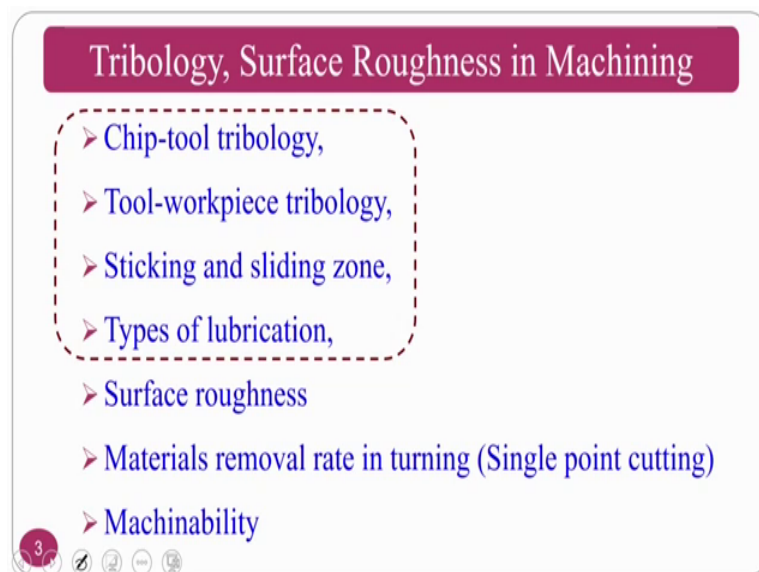 Tribology, Surface Roughness in Machining
➢ Chip-tool tribology,
➢ Tool-workpiece tribology,
➢ Sticking and sliding zone,
➢ Types of lubrication,
➢ Surface roughness
➢ Materials removal rate in turning (Single point cutting)
➢ Machinability
3